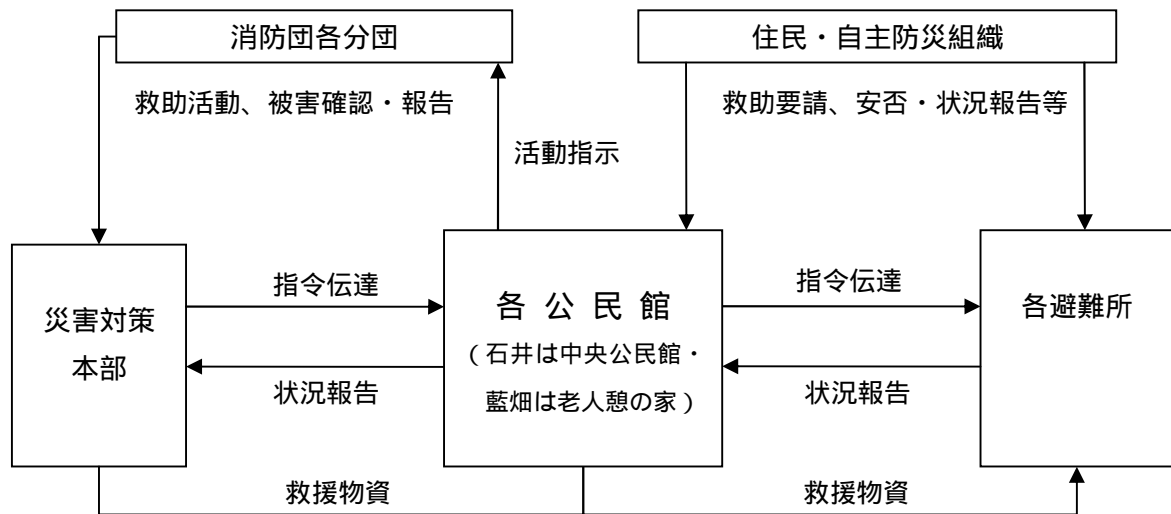 消防団各分団
住民・自主防災組織
救助活動、被害確認・報告
救助要請、安否・状況報告等
活動指示
災害対策
本部
指令伝達
状況報告
各公民館
（石井は中央公民館・
藍畑は老人憩の家）
指令伝達
状況報告
各避難所
救援物資
救援物資